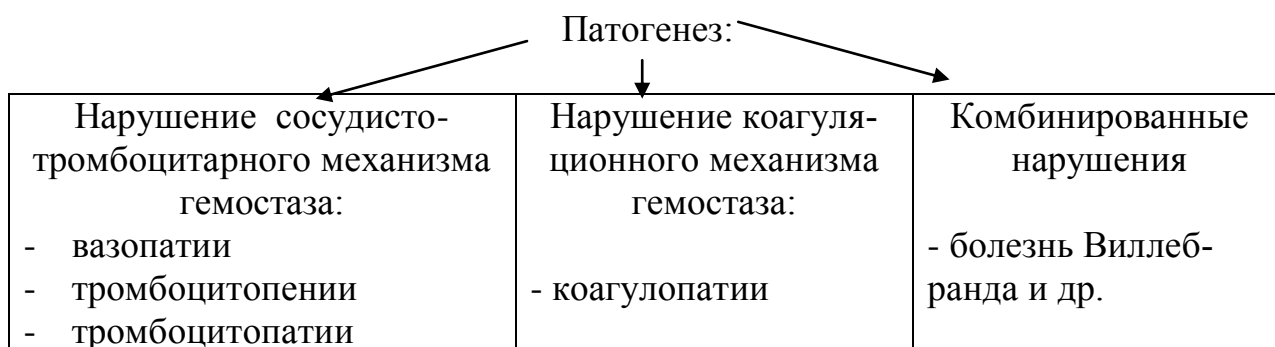 Патогенез:
Нарушение сосудисто-
тромбоцитарного механизма
гемостаза:
- вазопатии
- тромбоцитопении
- тромбоцитопатии
Нарушение коагуля-
ционного механизма
гемостаза:
- коагулопатии
Комбинированные
нарушения
- болезнь Виллеб-
ранда и др.